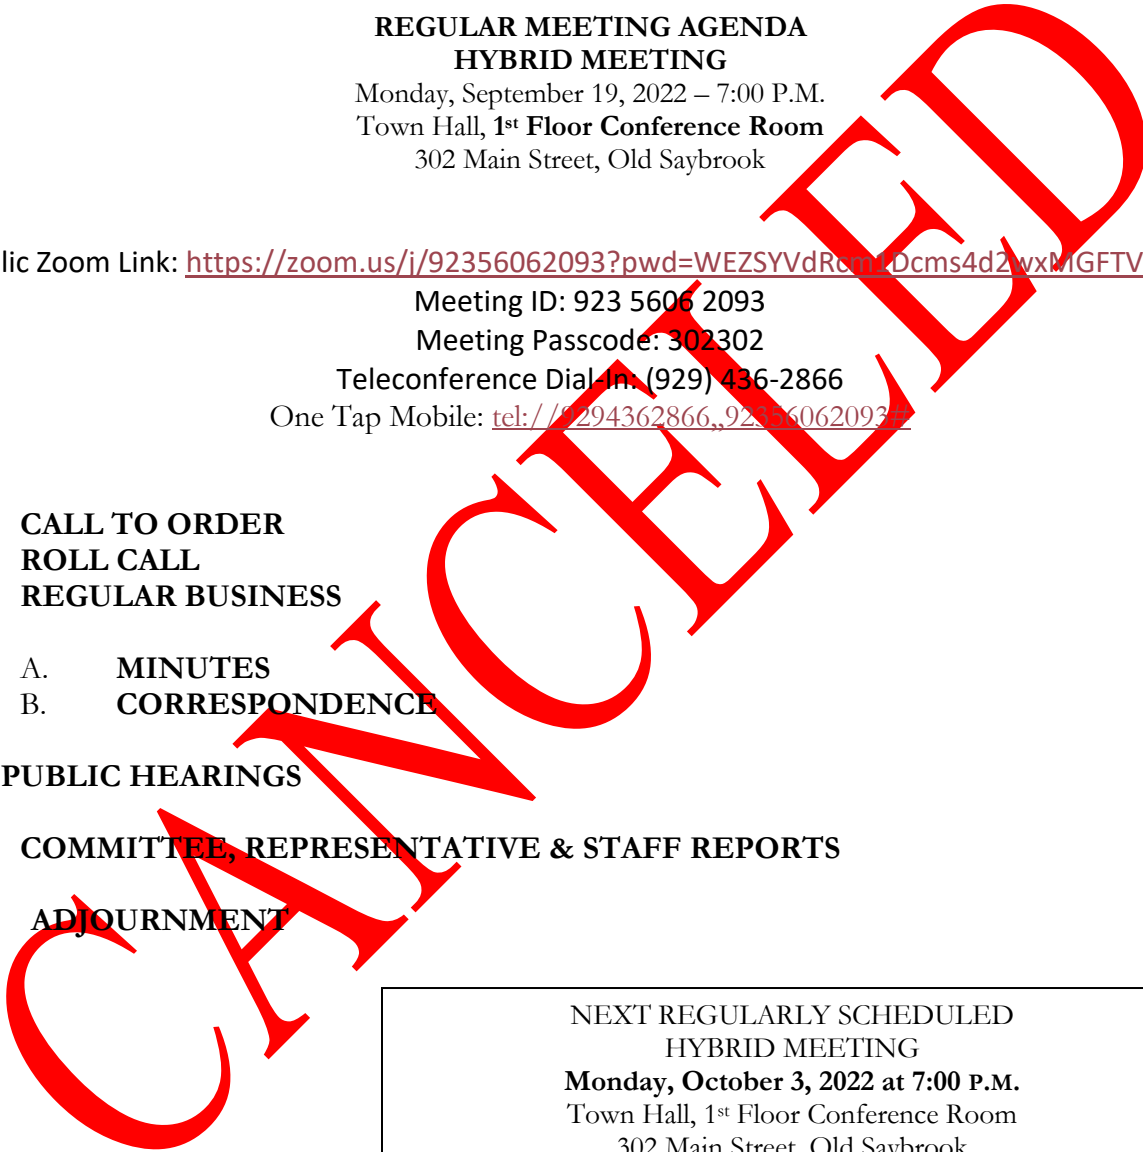 REGULAR MEETING AGENDA
HYBRID MEETING
Monday, September 19, 2022 – 7:00 P.M.
Town Hall, 1st Floor Conference Room
302 Main Street, Old Saybrook
lic Zoom Link: https://zoom.us/j/92356062093?pwd=WEZSYVdRcm1Dcms4d2wxMGFTV
Meeting ID: 923 5606 2093
Meeting Passcode: 302302
Teleconference Dial-In: (929) 436-2866
One Tap Mobile: tel://9294362866,,92356062093#
CALL TO ORDER
ROLL CALL
REGULAR BUSINESS
A. MINUTES
B. CORRESPONDENCE
PUBLIC HEARINGS
COMMITTEE, REPRESENTATIVE & STAFF REPORTS
ADJOURNMENT
CANCELED
NEXT REGULARLY SCHEDULED
HYBRID MEETING
Monday, October 3, 2022 at 7:00 P.M.
Town Hall, 1st Floor Conference Room
302 Main Street, Old Saybrook